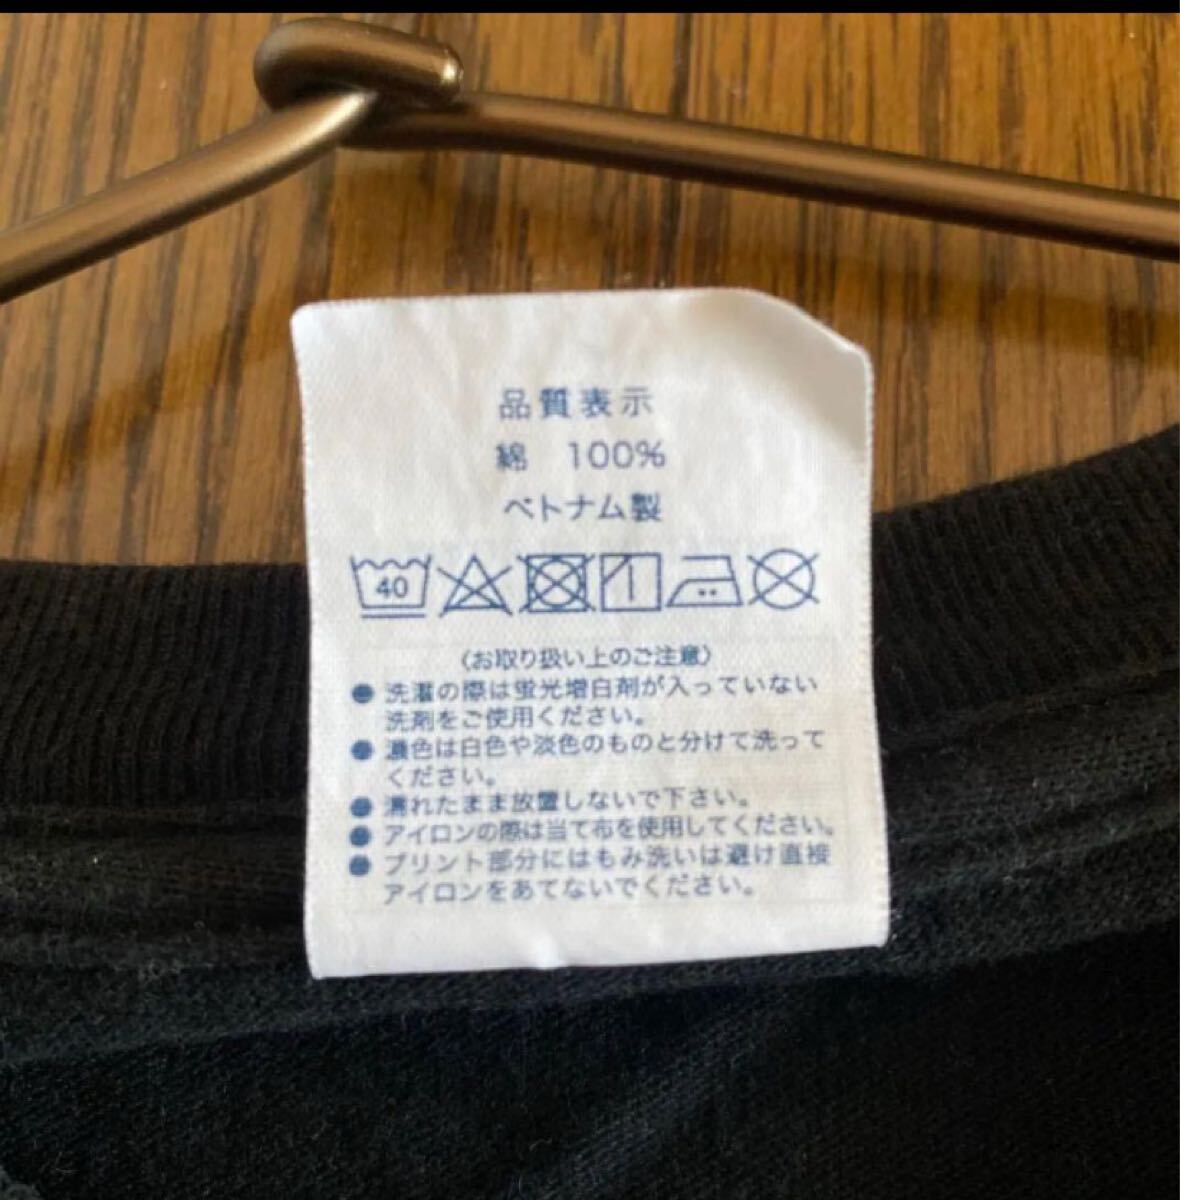 品質表示
綿 100%
ベトナム製
40
〈お取り扱い上のご注意〉
● 洗濯の際は蛍光増白剤が入っていない
洗剤をご使用ください。
● 濃色は白色や淡色のものと分けて洗って
ください。
● 濡れたまま放置しないで下さい。
● アイロンの際は当て布を使用してください。
● プリント部分にはもみ洗いは避け直接
アイロンをあてないでください。